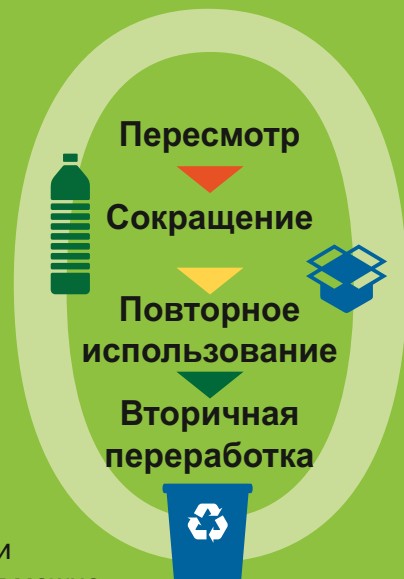 Пересмотр
Сокращение
Повторное
использование
Вторичная
переработка
и